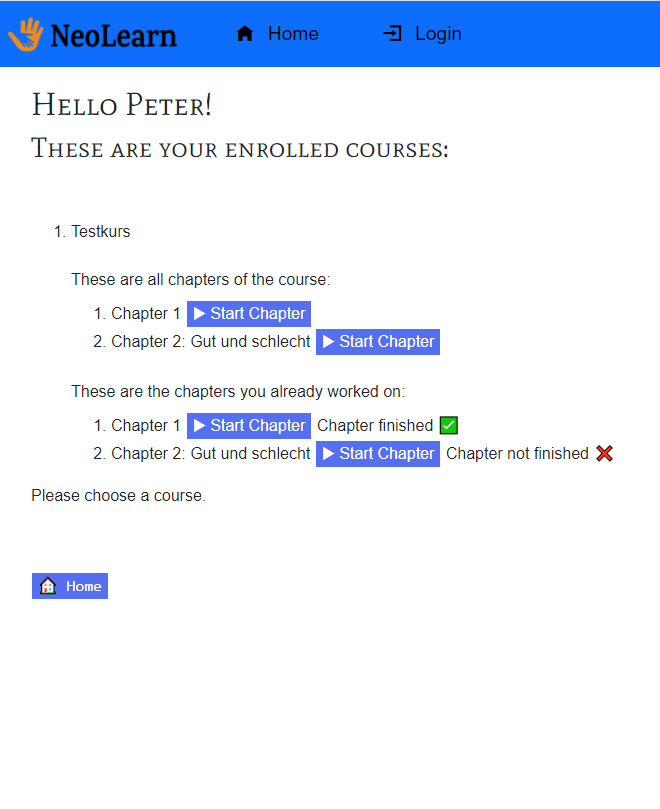 NeoLearn Home Login
Hello Peter!
These are your enrolled courses:
1. Testkurs
These are all chapters of the course:
1. Chapter 1 Start Chapter
2. Chapter 2: Gut und schlecht Start Chapter
These are the chapters you already worked on:
1. Chapter 1 Start Chapter Chapter finished
2. Chapter 2: Gut und schlecht Start Chapter Chapter not finished
Please choose a course.
Home